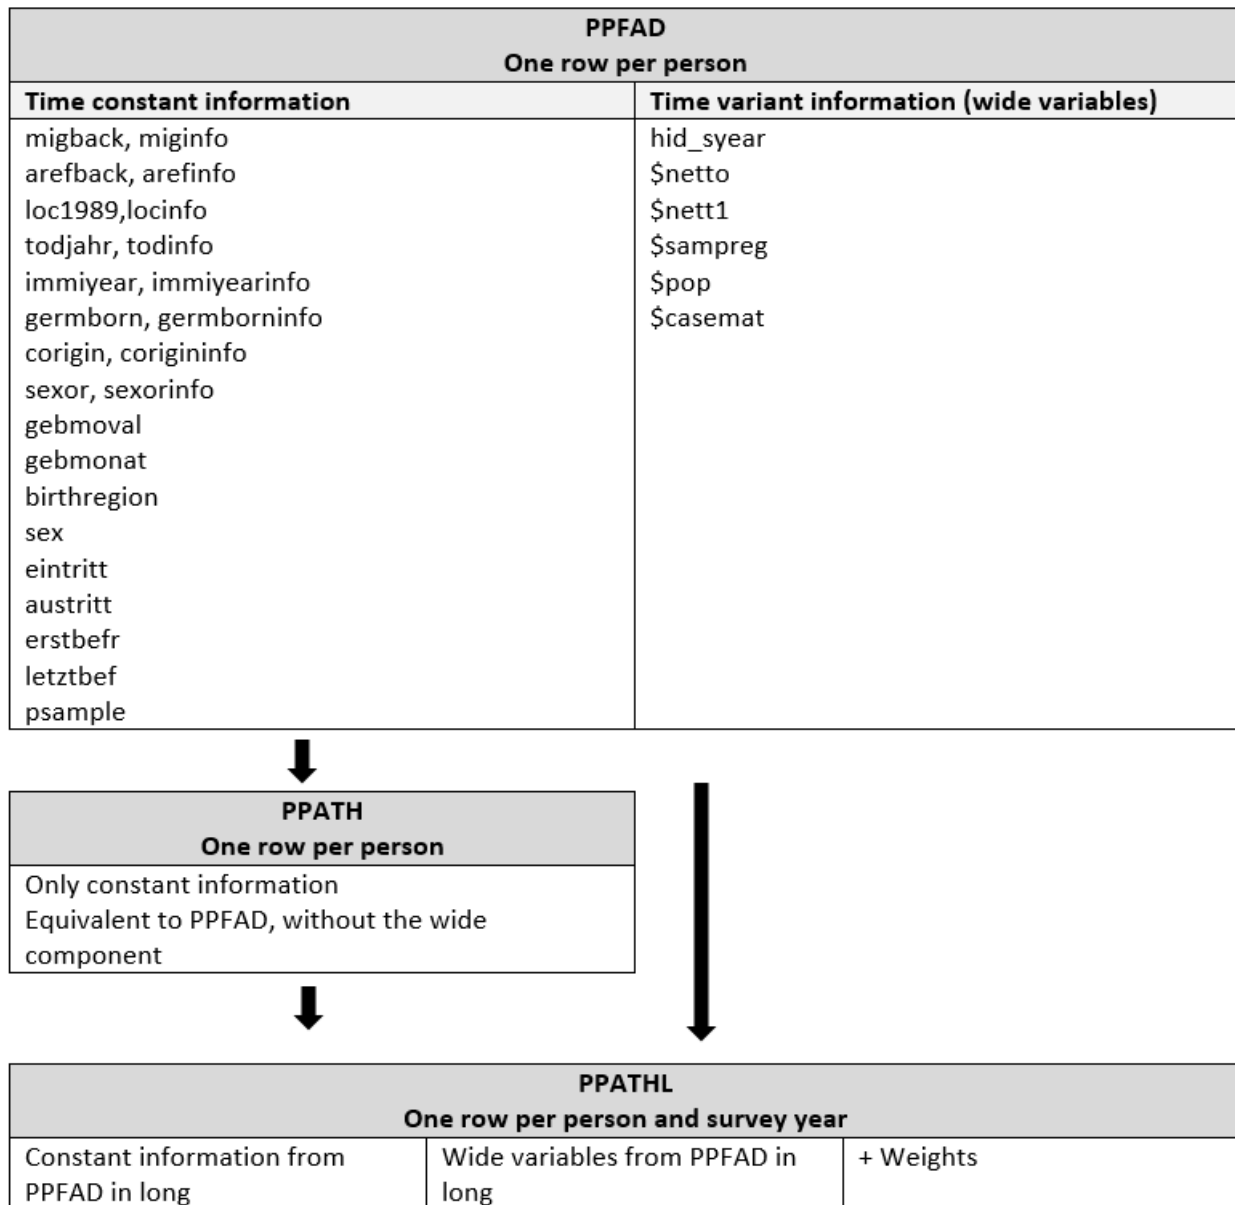 PPFAD
One row per person
Time constant information
Time variant information (wide variables)
migback, miginfo
arefback, arefinfo
loc1989,locinfo
todjahr, todinfo
immiyear, immiyearinfo
germborn, germborninfo
corigin, corigininfo
sexor, sexorinfo
gebmoval
gebmonat
birthregion
sex
eintritt
austritt
erstbefr
letztbef
psample
hid_syear
$netto
$nett1
$sampreg
$pop
$casemat
PPATH
One row per person
Only constant information
Equivalent to PPFAD, without the wide
component
PPATHL
One row per person and survey year
Constant information from
PPFAD in long
Wide variables from PPFAD in
long
+ Weights